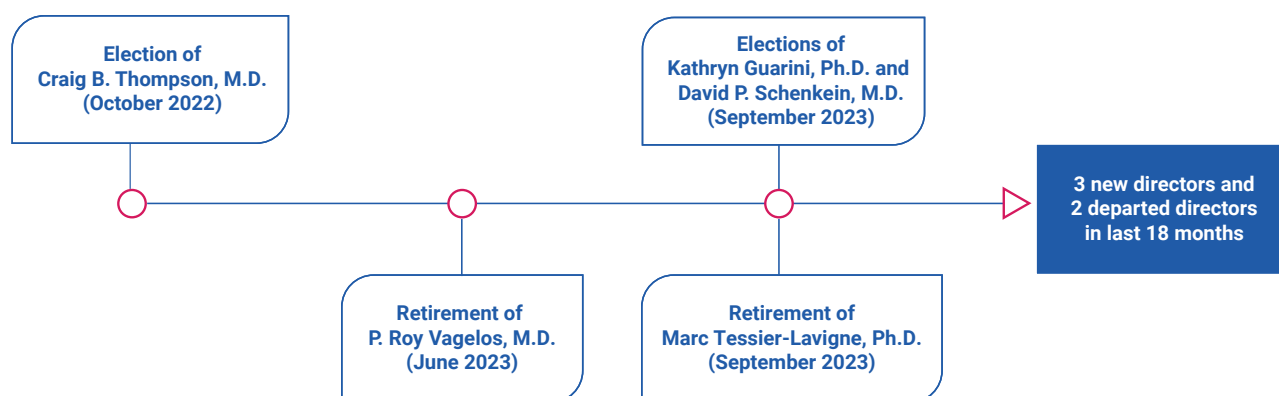 Election of
Craig B. Thompson, M.D.
(October 2022)
Elections of
Kathryn Guarini, Ph.D. and
David P. Schenkein, M.D.
(September 2023)
3 new directors and
2 departed directors
in last 18 months
Retirement of
P. Roy Vagelos, M.D.
(June 2023)
Retirement of
Marc Tessier-Lavigne, Ph.D.
(September 2023)